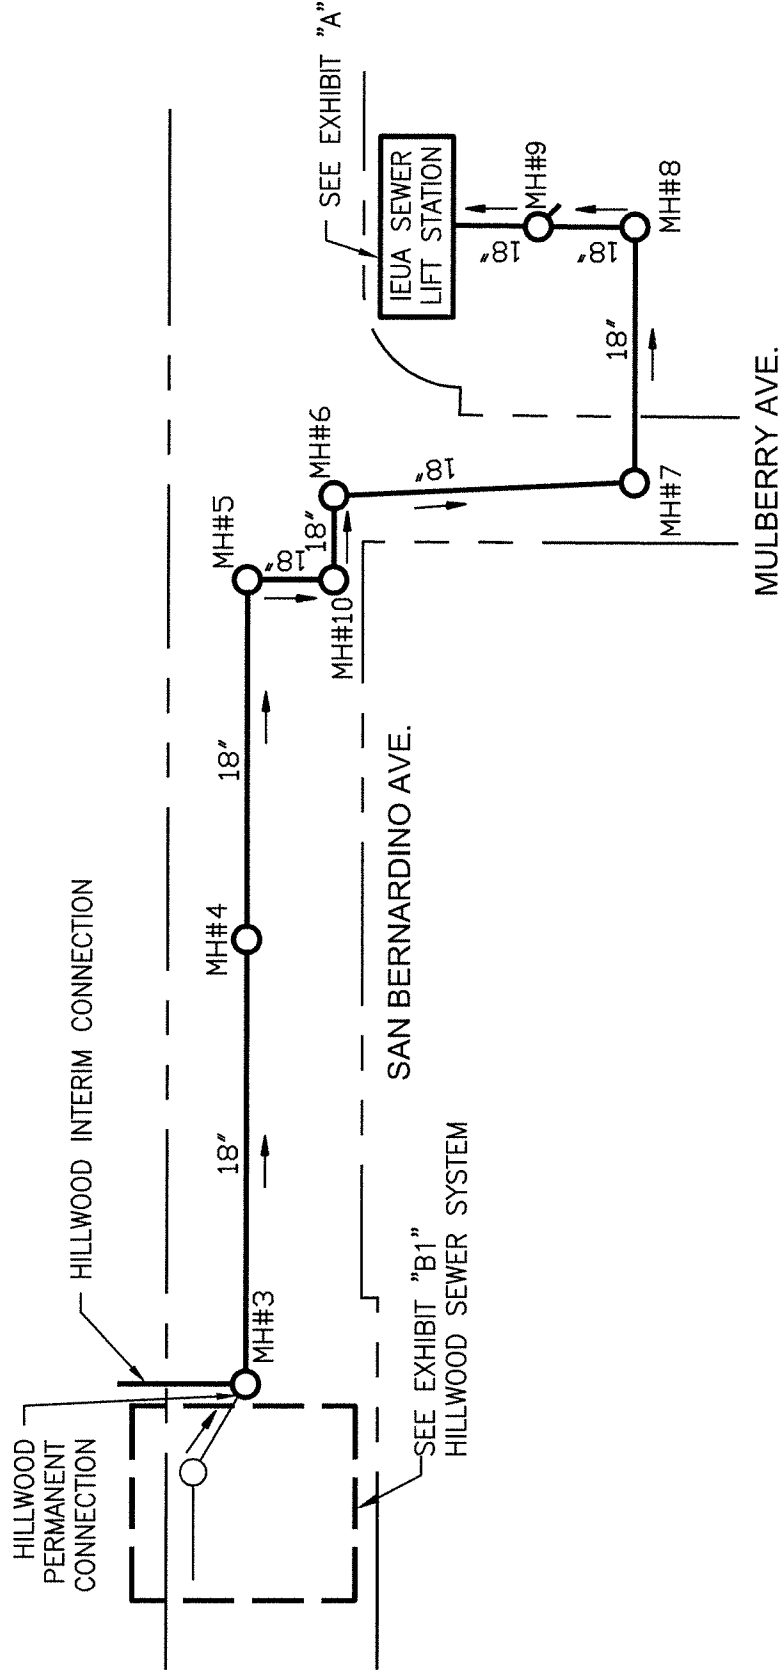 HILLWOOD
PERMANENT
CONNECTION
HILLWOOD INTERIM CONNECTION
MH#3
18"
MH#4
18"
MH#5
18"
MH#10
18"
MH#6
18"
MH#7
18"
MH#8
18"
MH#9
18"
IEUA SEWER
LIFT STATION
SEE EXHIBIT "A"
SEE EXHIBIT "B1"
HILLWOOD SEWER SYSTEM
SAN BERNARDINO AVE.
MULBERRY AVE.